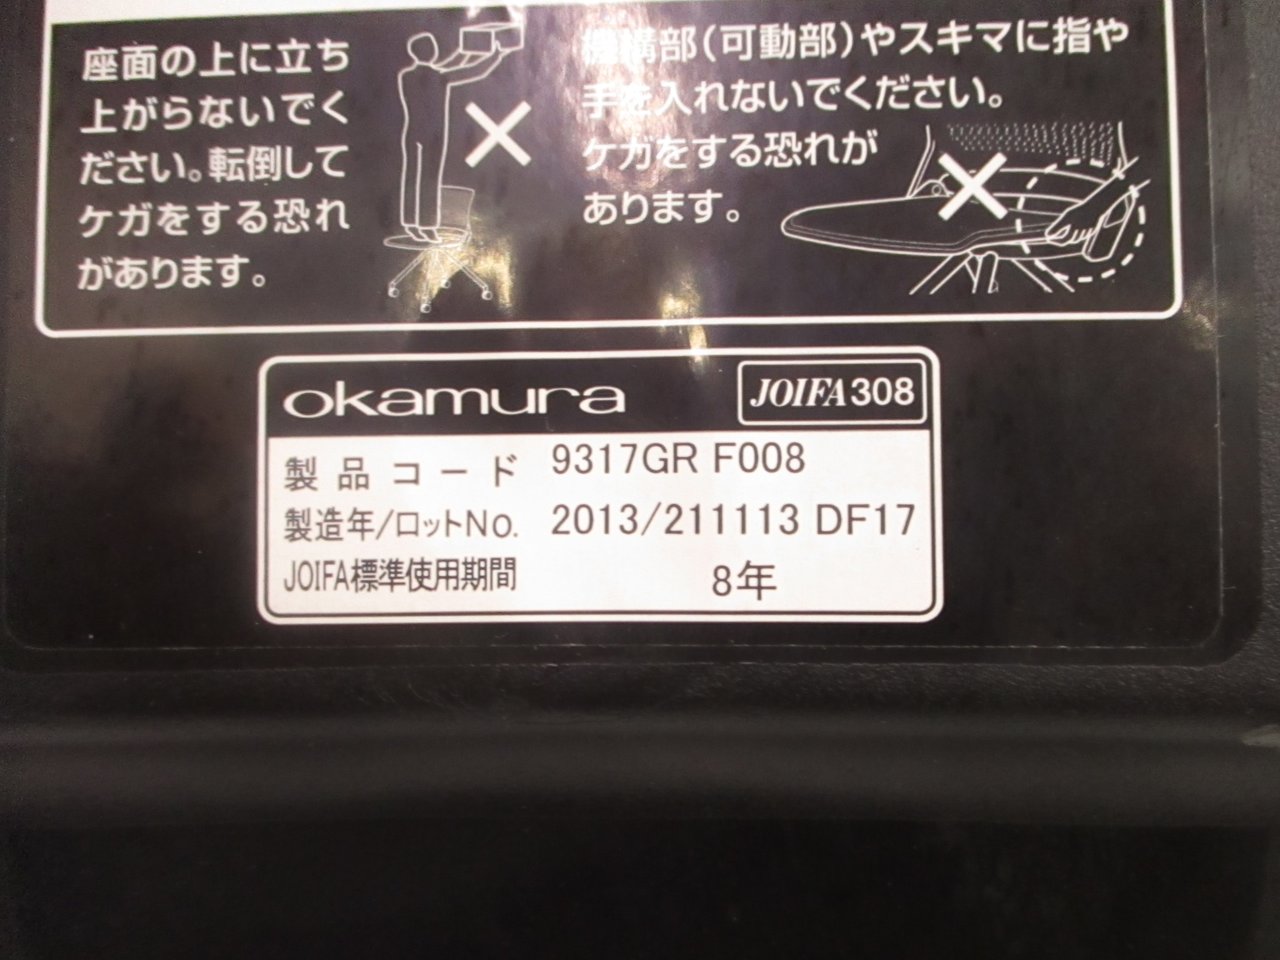 座面の上に立ち
上がらないでく
ださい。転倒して
ケガをする恐れ
があります。
機構部(可動部)やスキマに指や
手を入れないでください。
ケガをする恐れが
あります。
okamura
JOIFA308
製品コード 9317GR F008
製造年/ロットNo. 2013/211113 DF17
JOIFA標準使用期間 8年